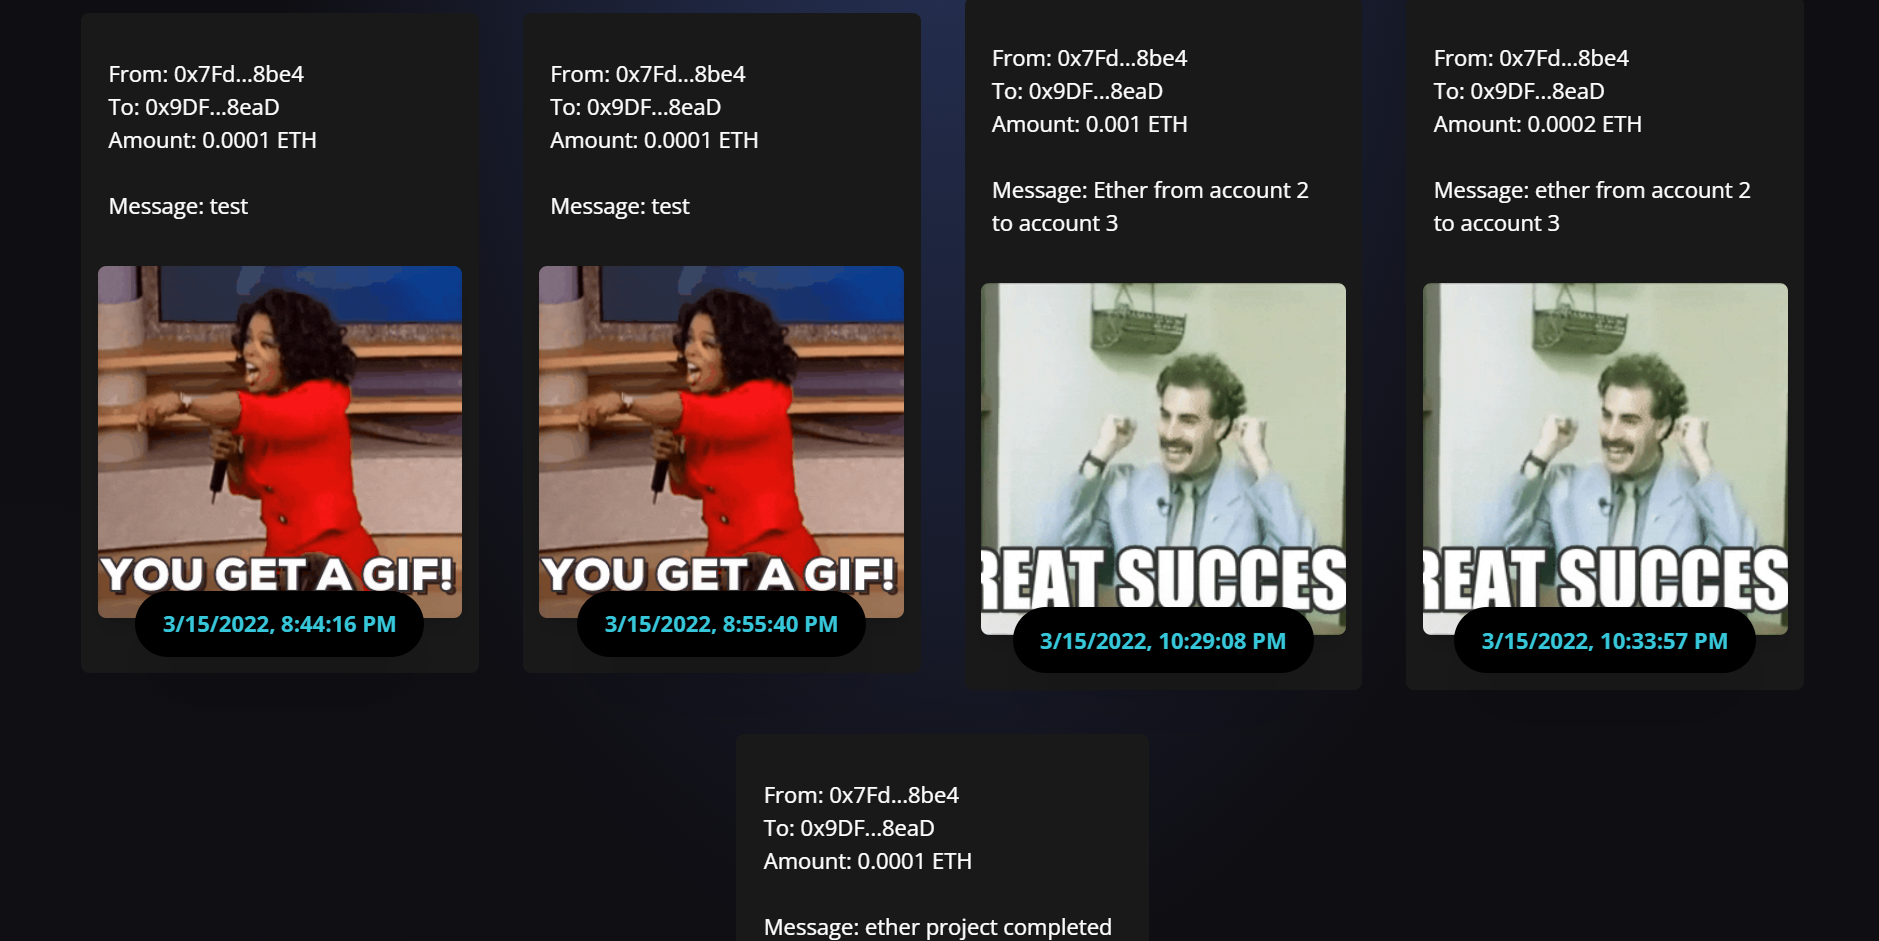 From: 0x7Fd...8be4
To: 0x9DF...8eaD
Amount: 0.0001 ETH
Message: test
YOU GET A GIF!
3/15/2022, 8:44:16 PM
From: 0x7Fd...8be4
To: 0x9DF...8eaD
Amount: 0.0001 ETH
Message: test
YOU GET A GIF!
3/15/2022, 8:55:40 PM
From: 0x7Fd...8be4
To: 0x9DF...8eaD
Amount: 0.001 ETH
Message: Ether from account 2
to account 3
REAT SUCCES
3/15/2022, 10:29:08 PM
From: 0x7Fd...8be4
To: 0x9DF...8eaD
Amount: 0.0002 ETH
Message: ether from account 2
to account 3
REAT SUCCES
3/15/2022, 10:33:57 PM
From: 0x7Fd...8be4
To: 0x9DF...8eaD
Amount: 0.0001 ETH
Message: ether project completed